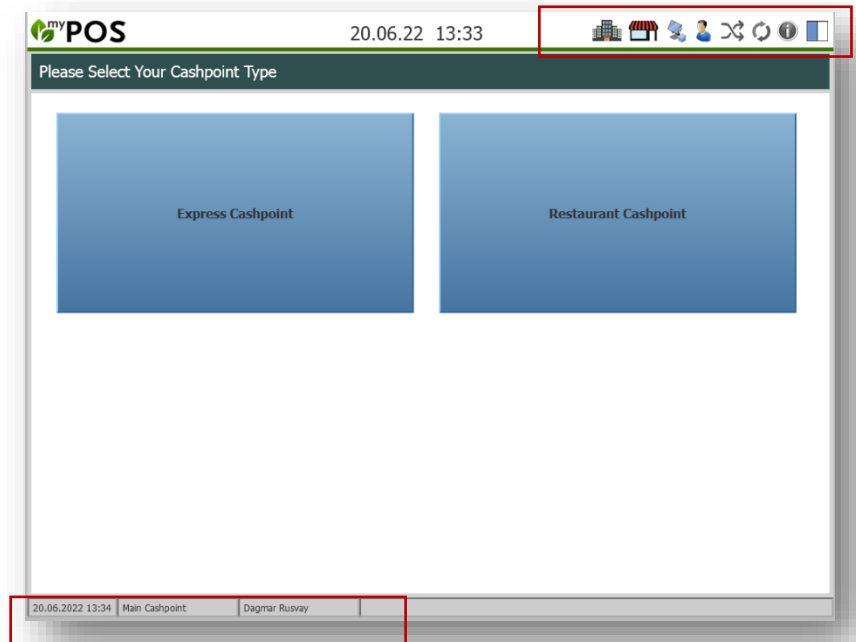 myPOS 20.06.22 13:33
Please Select Your Cashpoint Type
Express Cashpoint Restaurant Cashpoint
20.06.2022 13:34 Main Cashpoint Dagmar Rusvay